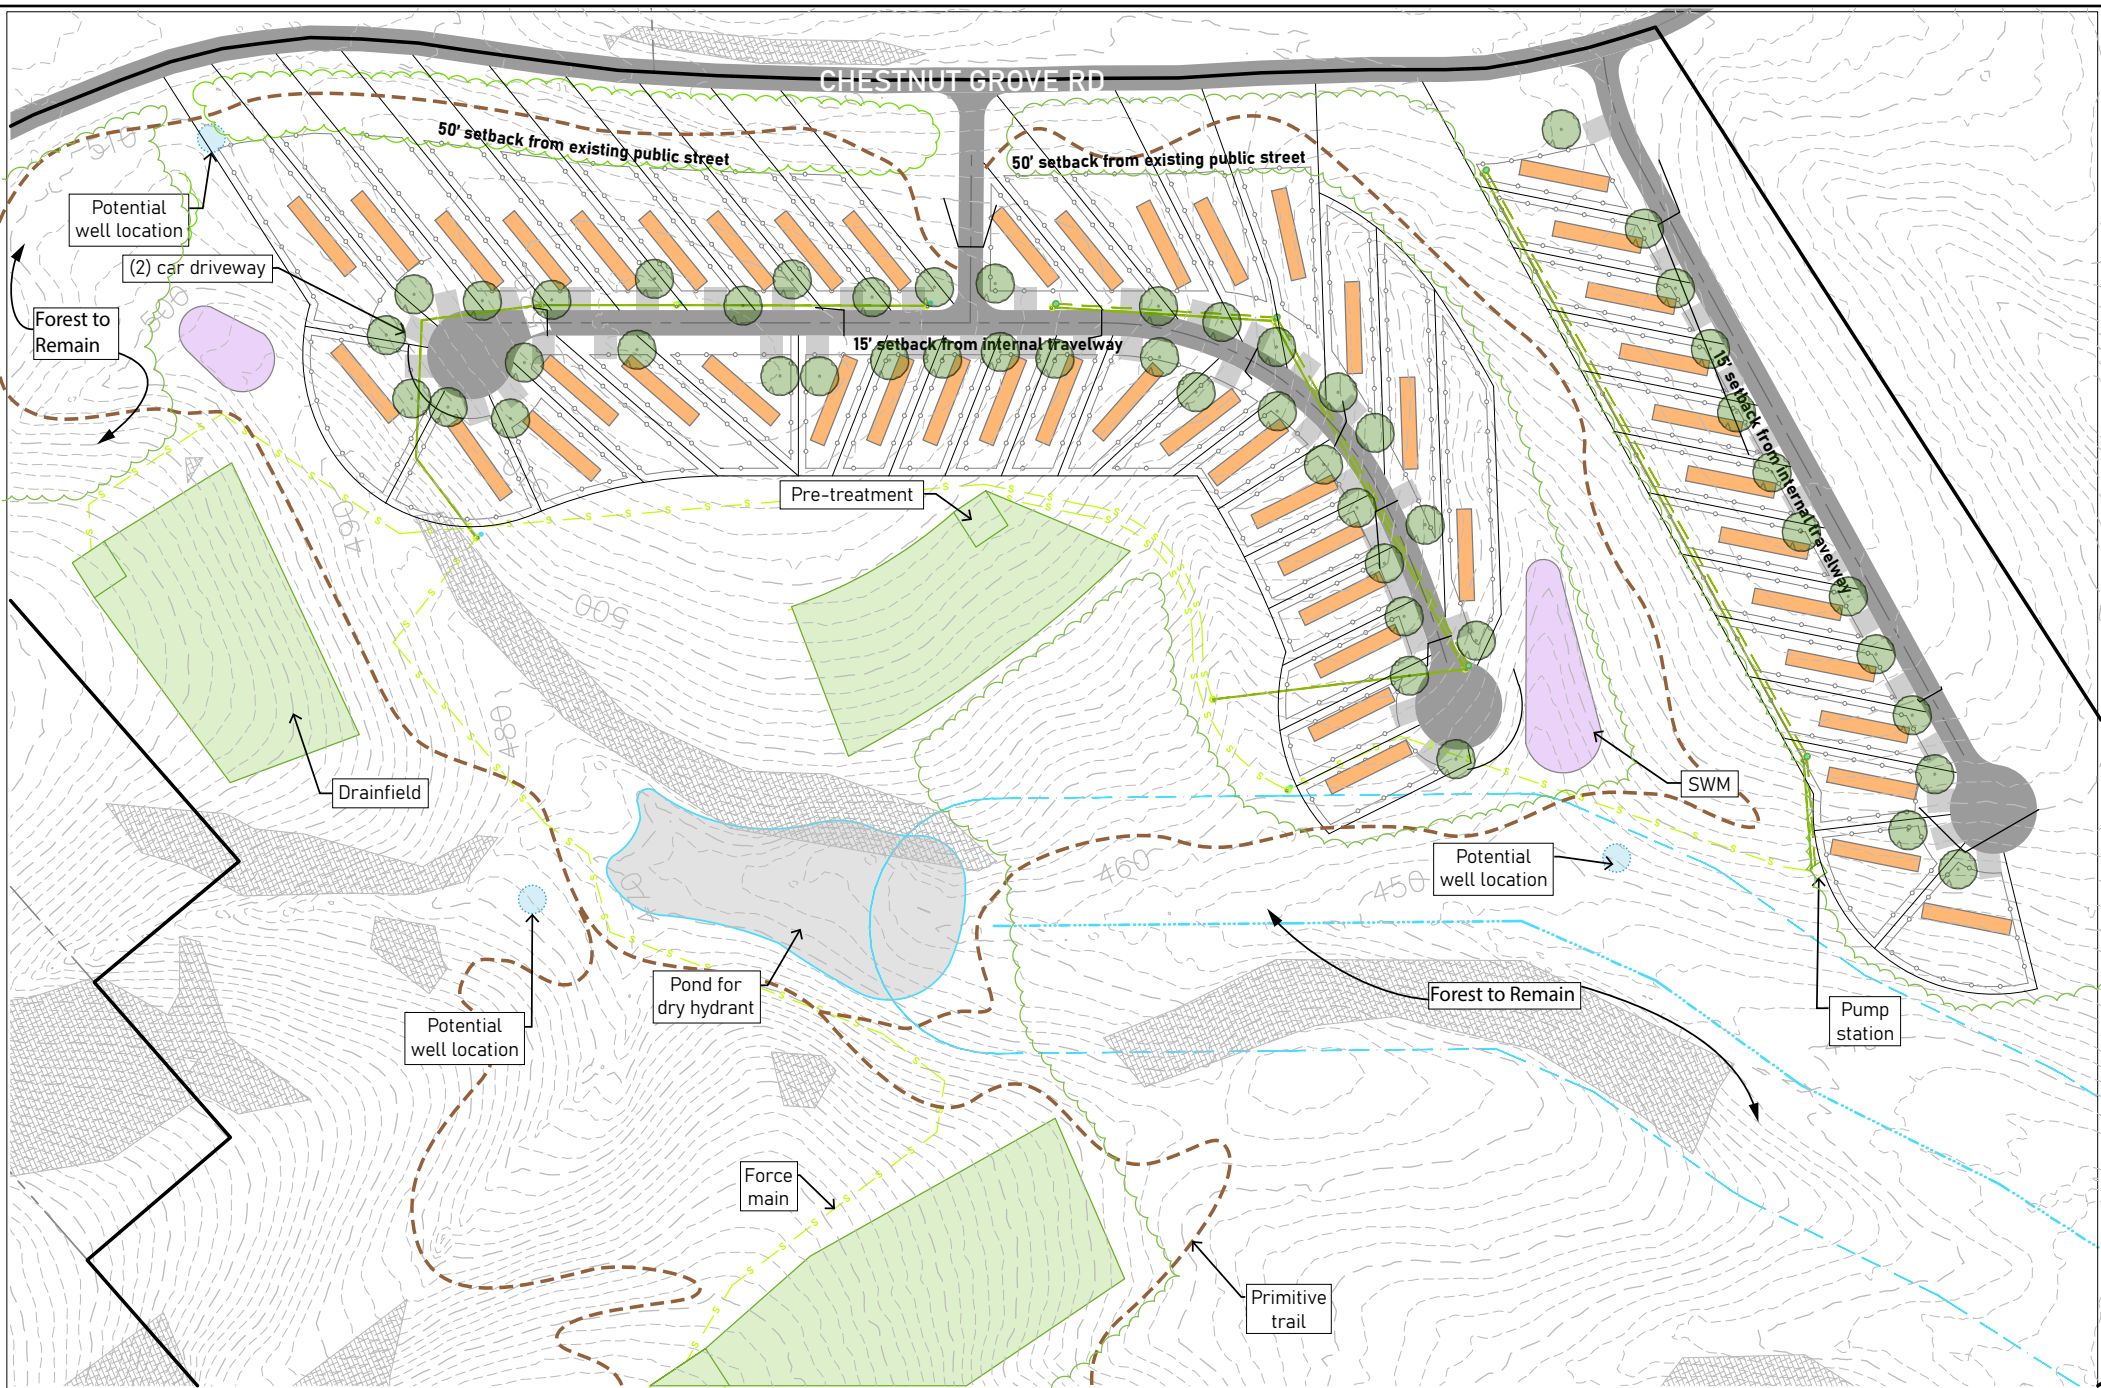 CHESTNUT GROVE RD
50' setback from existing public street
50' setback from existing public street
570
Potential
well location
(2) car driveway
Forest to
Remain
15' setback from internal travelway
15' setback from internal travelway
Pre-treatment
490
500
480
Drainfield
SWM
460
450
Potential
well location
Potential
well location
Pond for
dry hydrant
Forest to Remain
Pump
station
Force
main
Primitive
trail